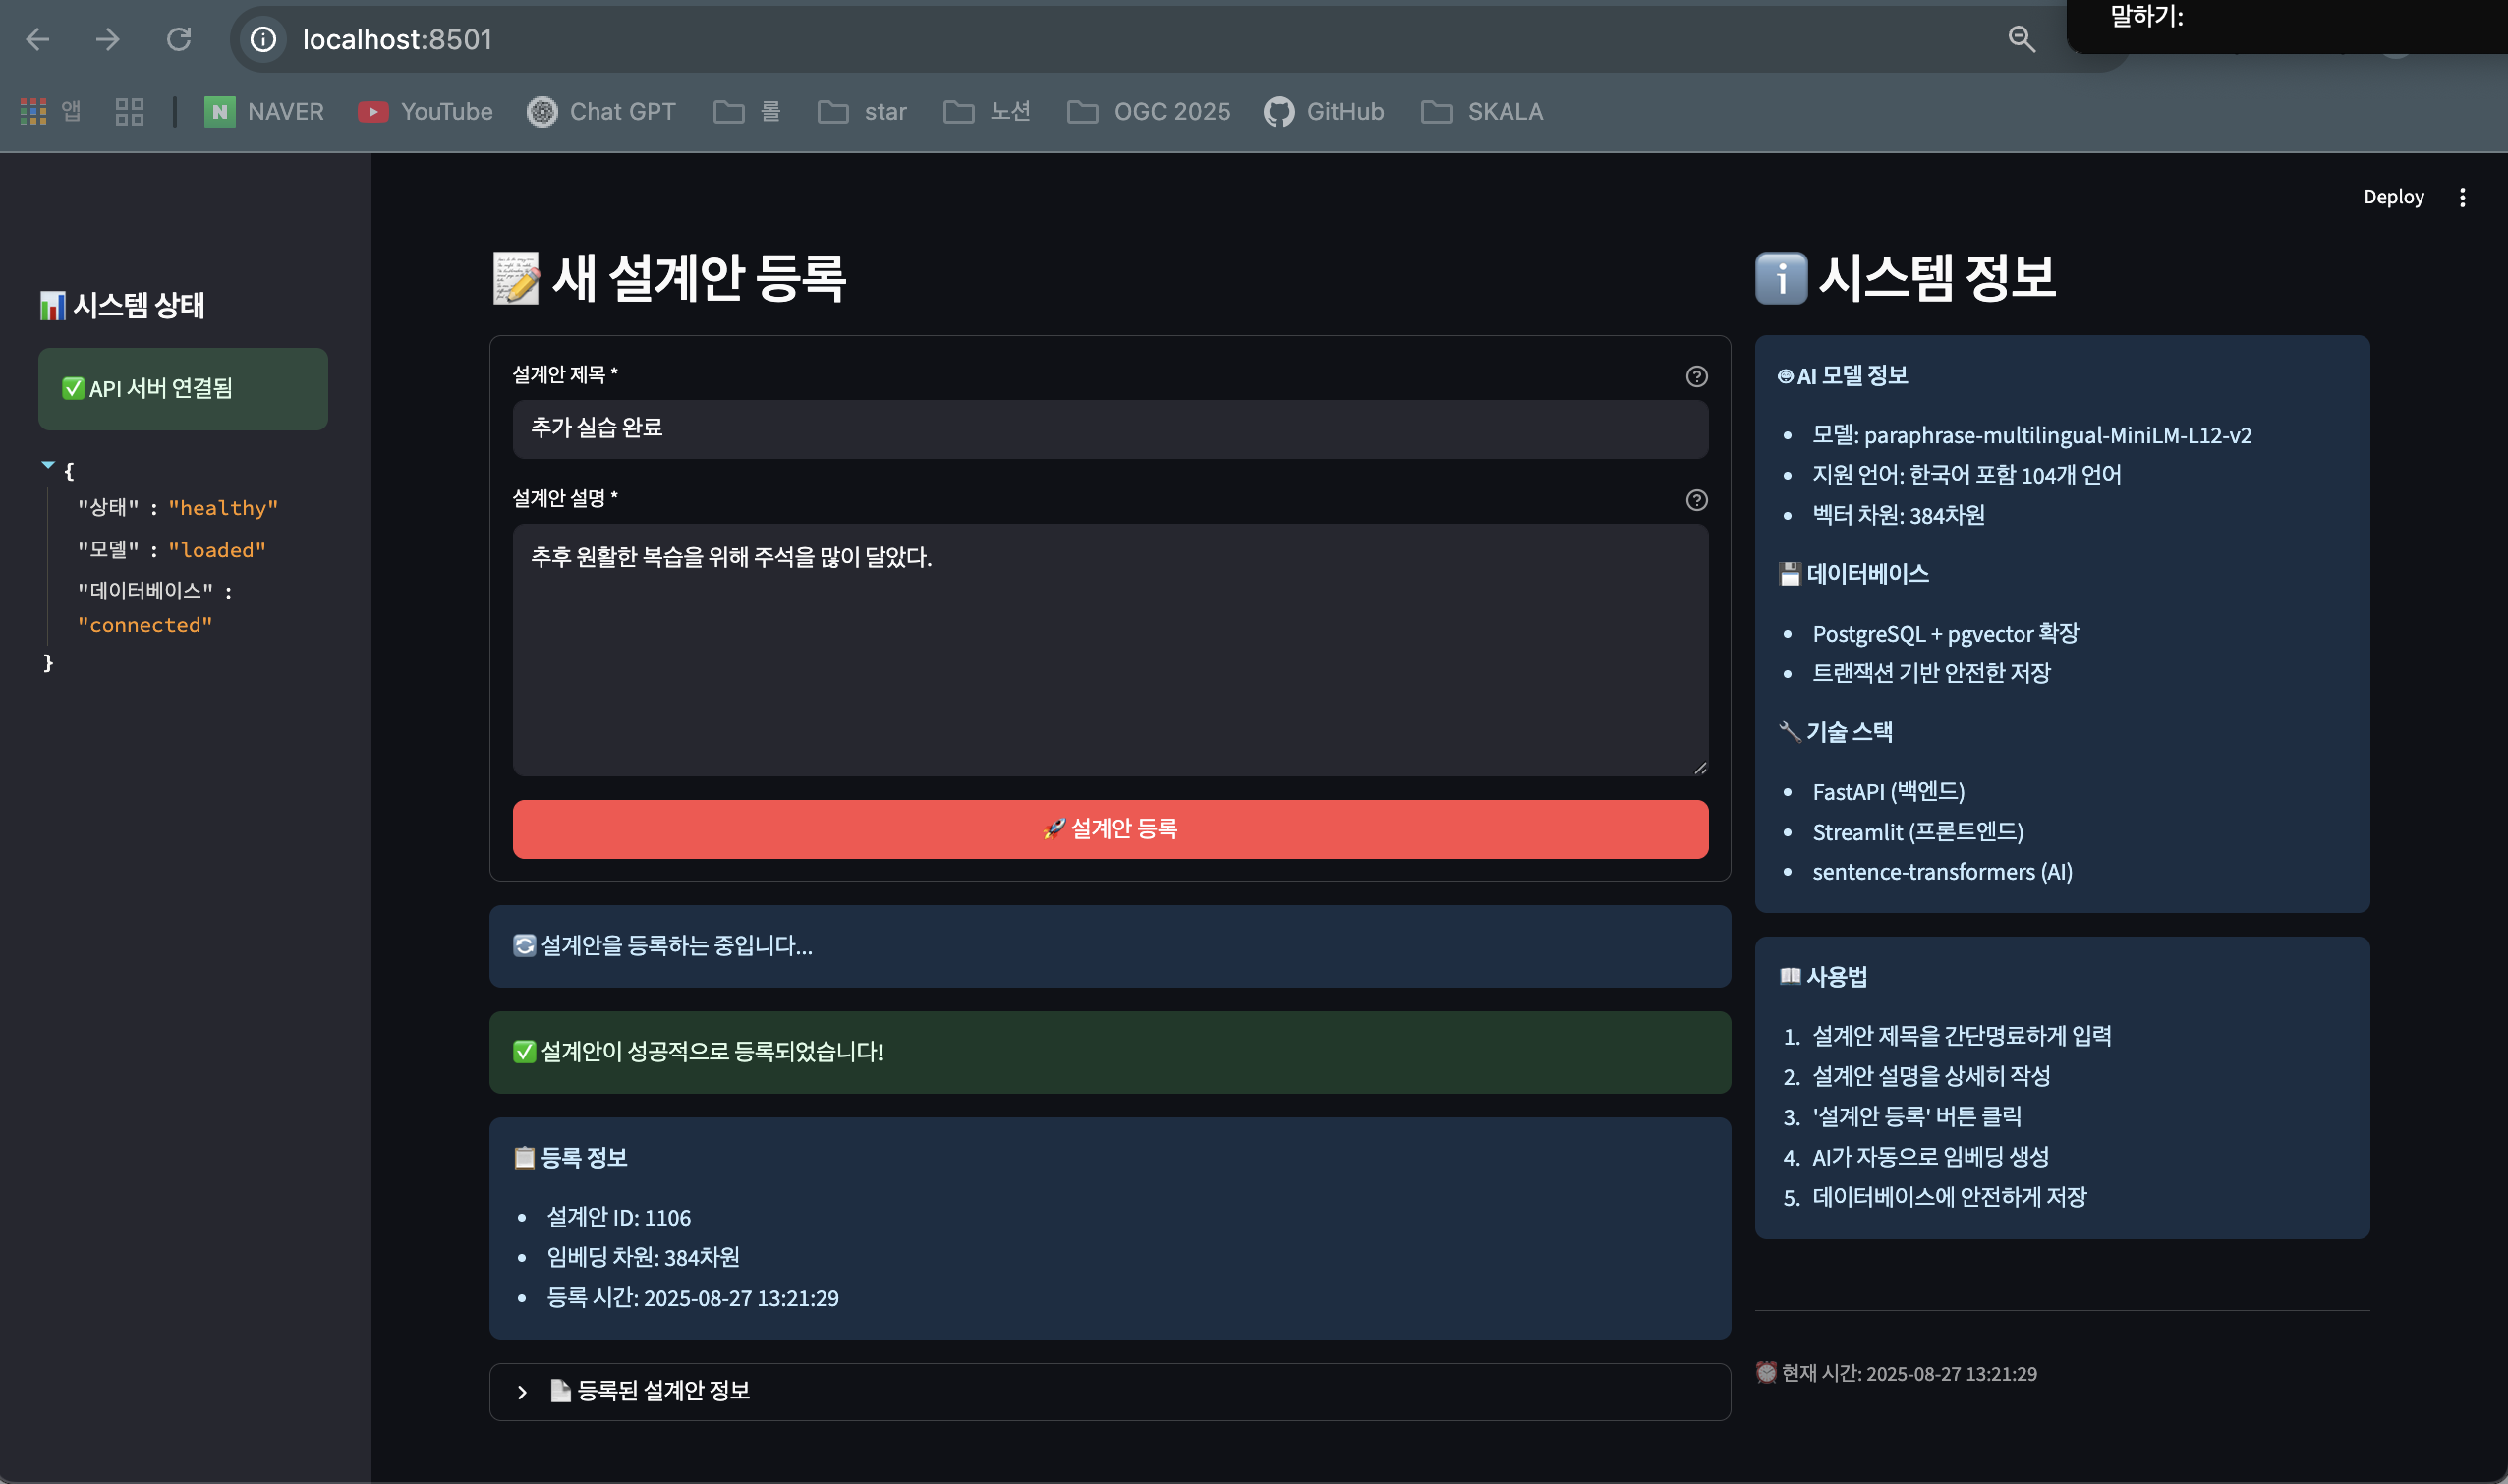 말하기:
localhost:8501
앱
NAVER
YouTube
Chat GPT
롤
star
노션
OGC 2025
GitHub
SKALA
Deploy
📊 시스템 상태
✅ API 서버 연결됨
{
"상태" : "healthy"
"모델" : "loaded"
"데이터베이스" :
"connected"
}
📝 새 설계안 등록
설계안 제목 *
추가 실습 완료
설계안 설명 *
추후 원활한 복습을 위해 주석을 많이 달았다.
🚀 설계안 등록
🔄 설계안을 등록하는 중입니다...
✅ 설계안이 성공적으로 등록되었습니다!
📋 등록 정보
• 설계안 ID: 1106
• 임베딩 차원: 384차원
• 등록 시간: 2025-08-27 13:21:29
📄 등록된 설계안 정보
ℹ️ 시스템 정보
AI 모델 정보
• 모델: paraphrase-multilingual-MiniLM-L12-v2
• 지원 언어: 한국어 포함 104개 언어
• 벡터 차원: 384차원
💾 데이터베이스
• PostgreSQL + pgvector 확장
• 트랜잭션 기반 안전한 저장
🔧 기술 스택
• FastAPI (백엔드)
• Streamlit (프론트엔드)
• sentence-transformers (AI)
📖 사용법
1. 설계안 제목을 간단명료하게 입력
2. 설계안 설명을 상세히 작성
3. '설계안 등록' 버튼 클릭
4. AI가 자동으로 임베딩 생성
5. 데이터베이스에 안전하게 저장
⏰ 현재 시간: 2025-08-27 13:21:29